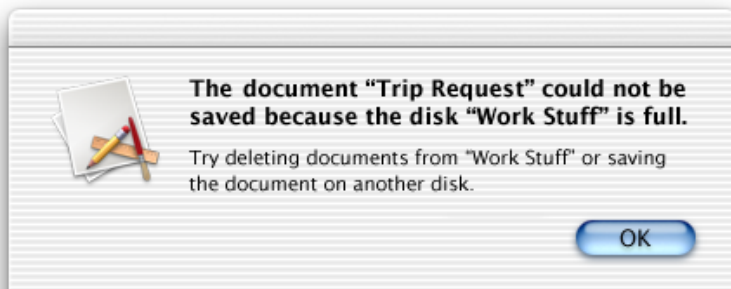 The document “Trip Request” could not be
saved because the disk “Work Stuff” is full.
Try deleting documents from “Work Stuff” or saving
the document on another disk.
OK